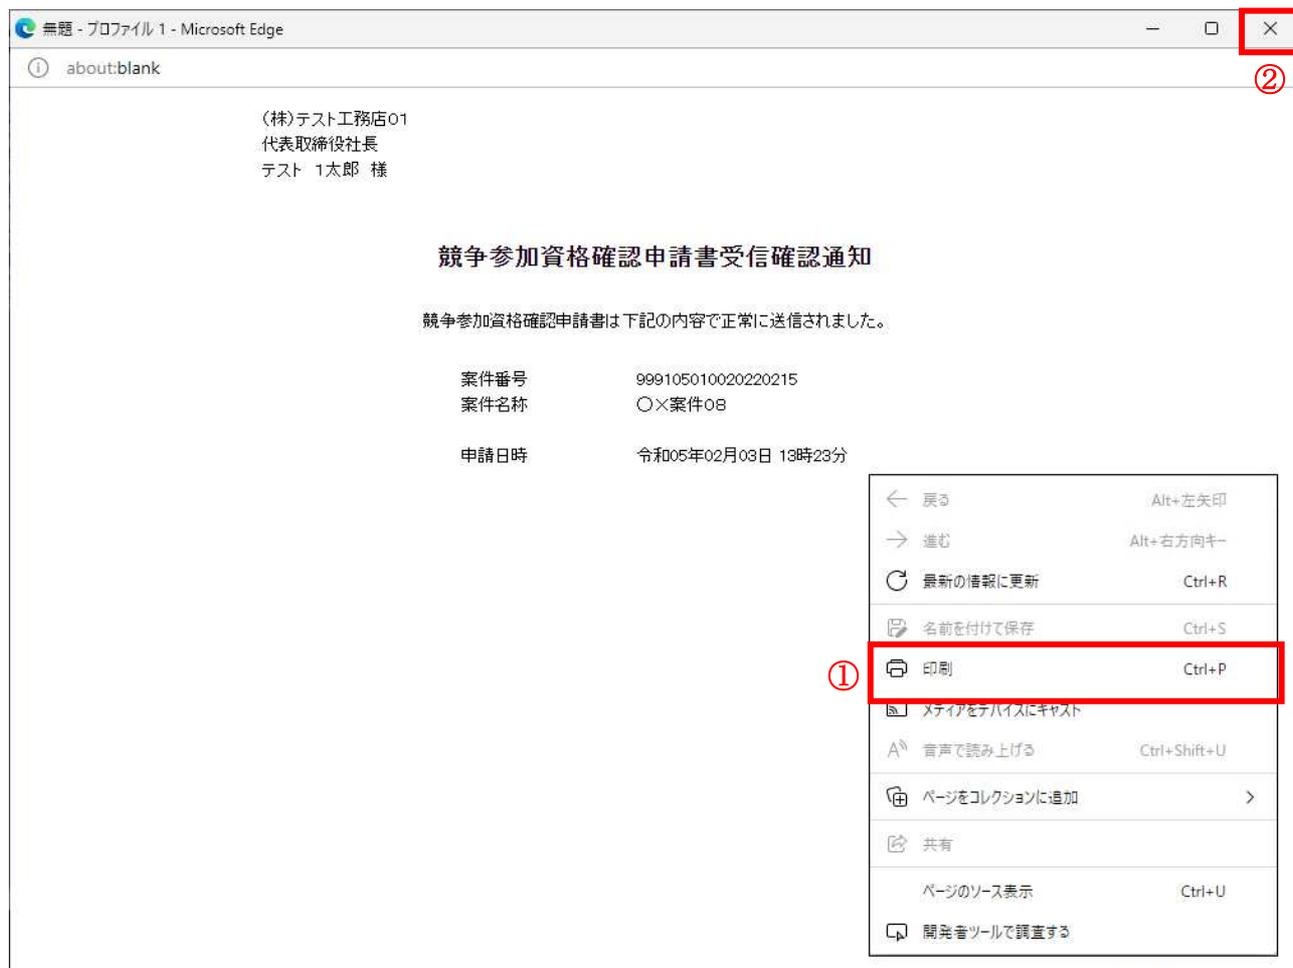 無題 - プロファイル 1 - Microsoft Edge
about:blank
②
(株)テスト工務店01
代表取締役社長
テスト 1太郎 様
競争参加資格確認申請書受信確認通知
競争参加資格確認申請書は下記の内容で正常に送信されました。
案件番号 999105010020220215
案件名称 〇×案件08
申請日時 令和05年02月03日 13時23分
戻る Alt+左矢印
進む Alt+右方向キー
最新の情報に更新 Ctrl+R
名前を付けて保存 Ctrl+S
① 印刷 Ctrl+P
メディアをデバイスにキャスト
音声で読み上げる Ctrl+Shift+U
ページをコレクションに追加
共有
ページのソース表示 Ctrl+U
開発者ツールで調査する